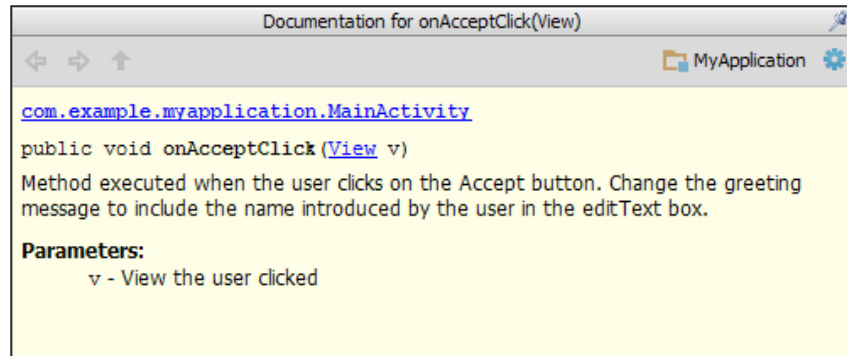 Documentation for onAcceptClick(View)
MyApplication
com.example.myapplication.MainActivity
public void onAcceptClick(View v)
Method executed when the user clicks on the Accept button. Change the greeting
message to include the name introduced by the user in the editText box.
Parameters:
v - View the user clicked